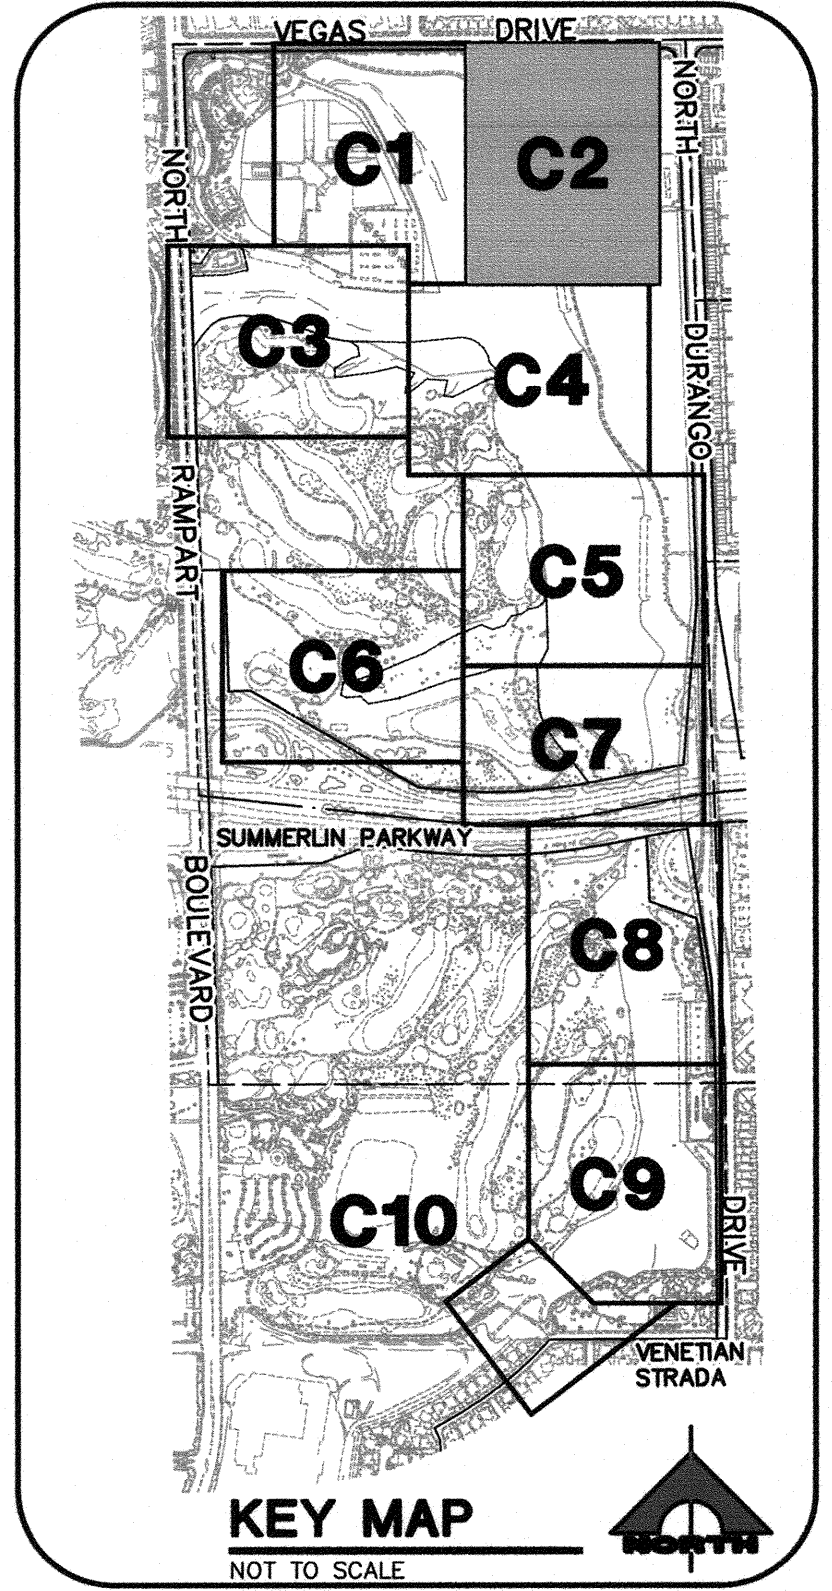 VEGAS DRIVE
NORTH
C1
C2
NORTH
C3
C4
DURANGO
RAMPART
C5
C6
C7
SUMMERLIN PARKWAY
BOULEVARD
C8
C9
C10
DRIVE
VENETIAN
STRADA
KEY MAP
NOT TO SCALE
NORTH